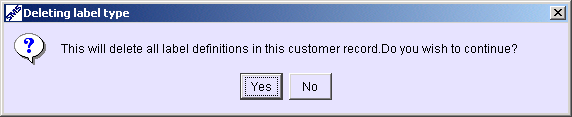 Deleting label type
This will delete all label definitions in this customer record.Do you wish to continue?
Yes No